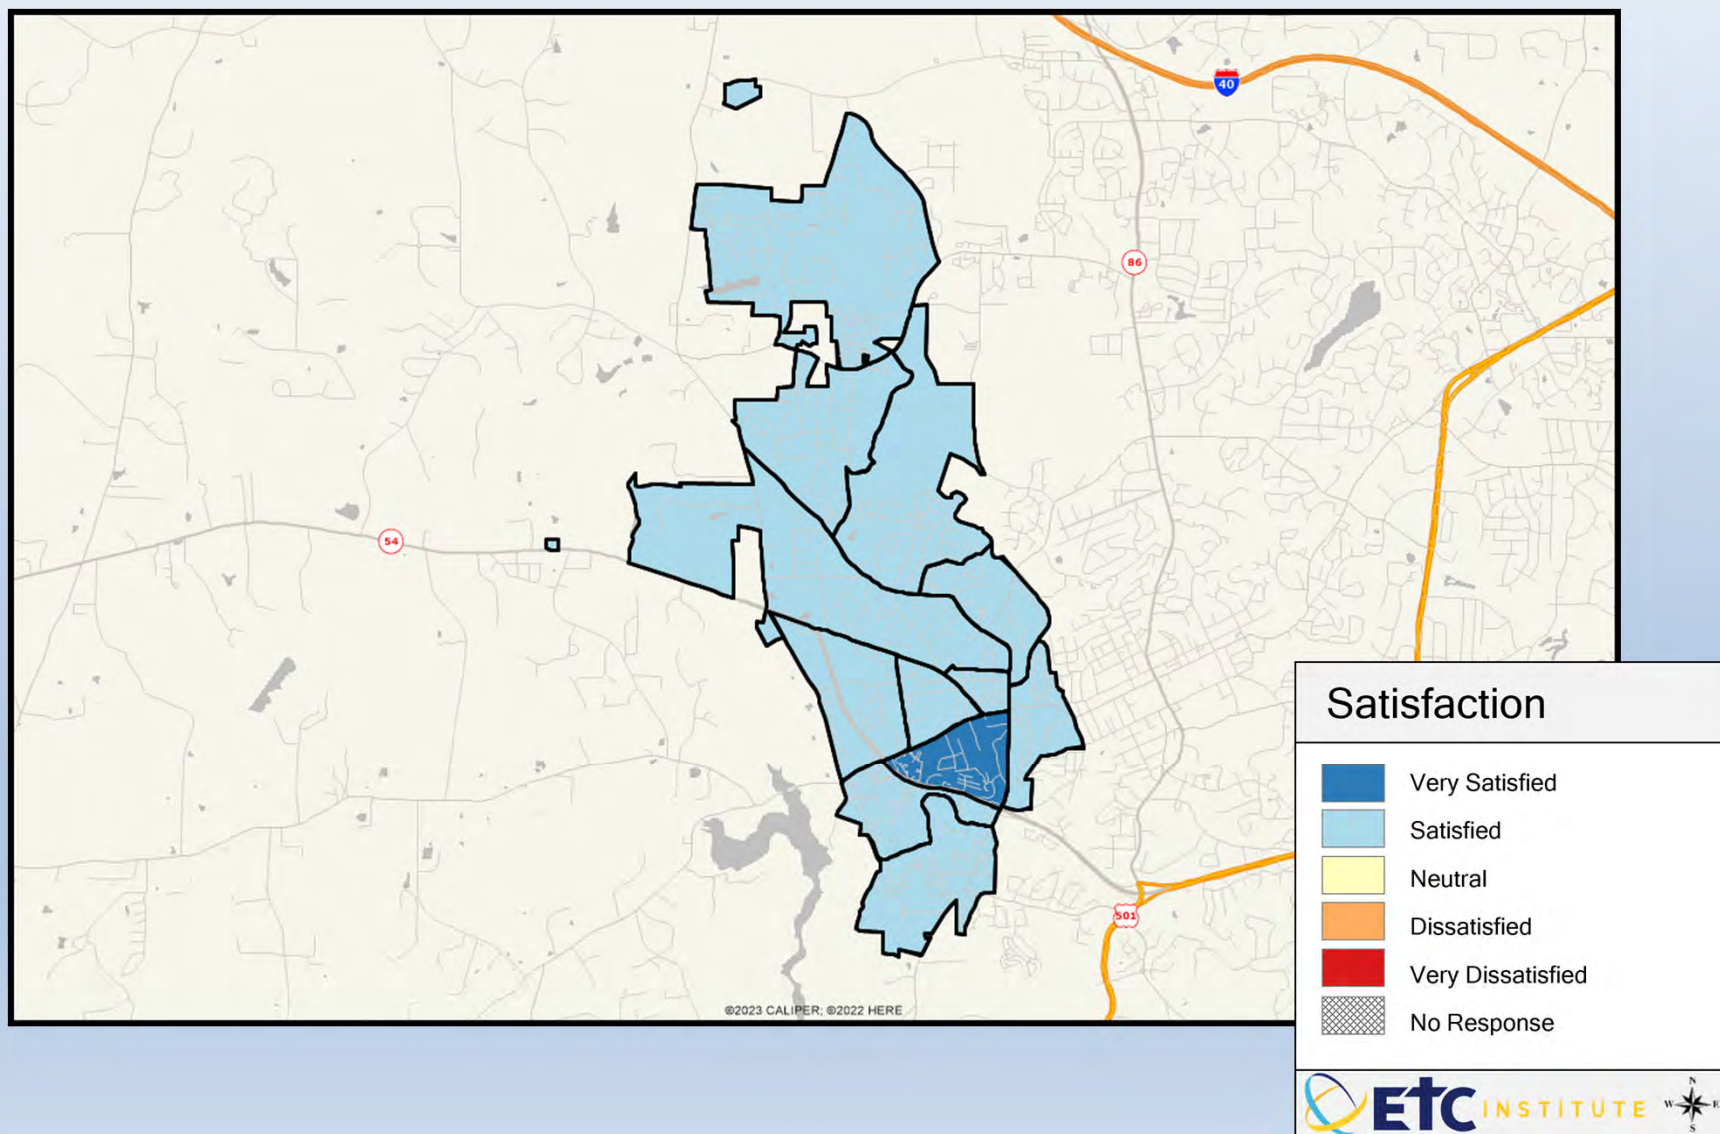 40
86
54
501
©2023 CALIPER; ©2022 HERE
Satisfaction
Very Satisfied
Satisfied
Neutral
Dissatisfied
Very Dissatisfied
No Response
ETC INSTITUTE
N
W E
S